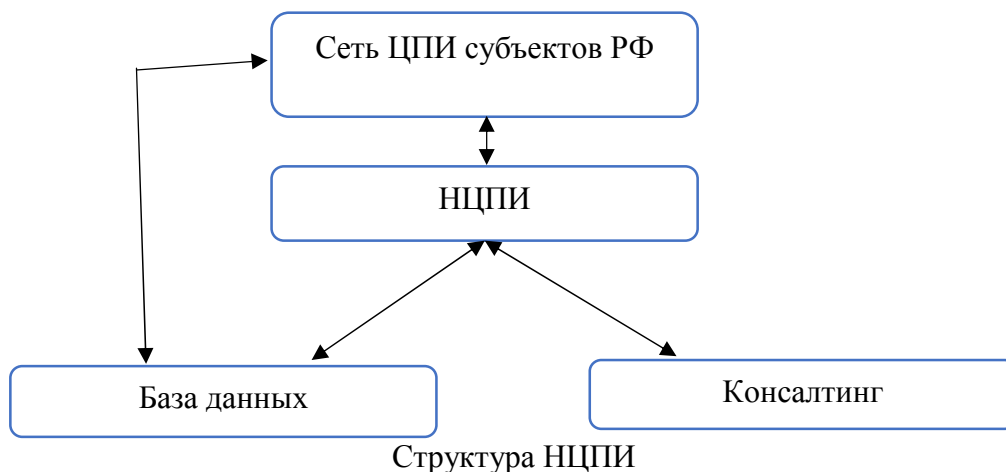 Сеть ЦПИ субъектов РФ
НЦПИ
База данных
Консалтинг
Структура НЦПИ